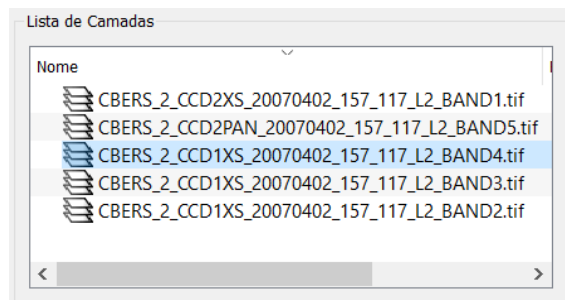 Lista de Camadas
Nome
CBERS_2_CCD2XS_20070402_157_117_L2_BAND1.tif
CBERS_2_CCD2PAN_20070402_157_117_L2_BAND5.tif
CBERS_2_CCD1XS_20070402_157_117_L2_BAND4.tif
CBERS_2_CCD1XS_20070402_157_117_L2_BAND3.tif
CBERS_2_CCD1XS_20070402_157_117_L2_BAND2.tif